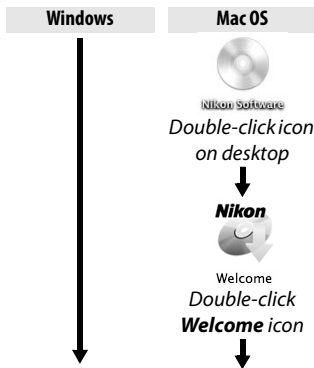 Windows
Mac OS
Nikon Software
Double-click icon
on desktop
Nikon
Welcome
Double-click
Welcome icon